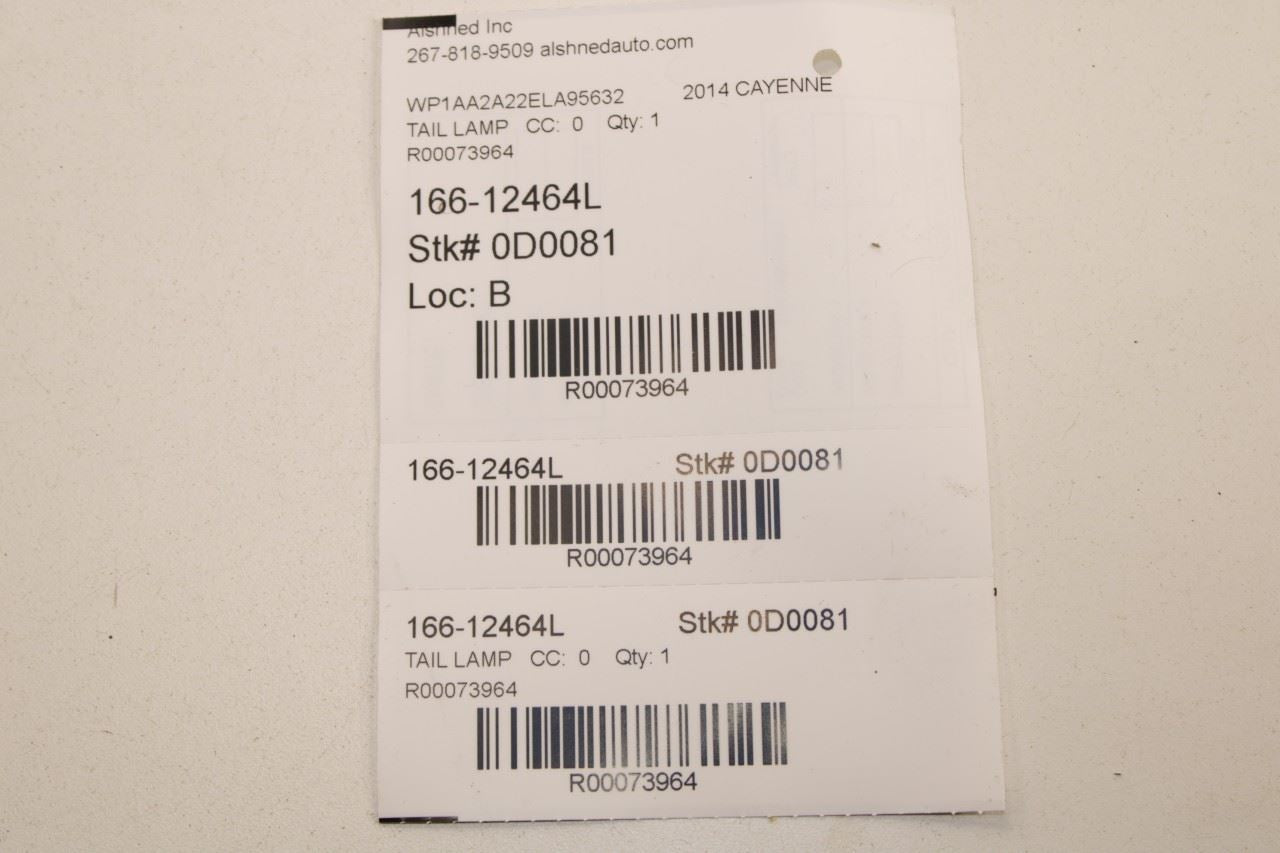 Alshned Inc
267-818-9509 alshnedauto.com
WP1AA2A22ELA95632 2014 CAYENNE
TAIL LAMP CC: 0 Qty: 1
R00073964
166-12464L
Stk# 0D0081
Loc: B
R00073964
166-12464L Stk# 0D0081
R00073964
166-12464L Stk# 0D0081
TAIL LAMP CC: 0 Qty: 1
R00073964
R00073964